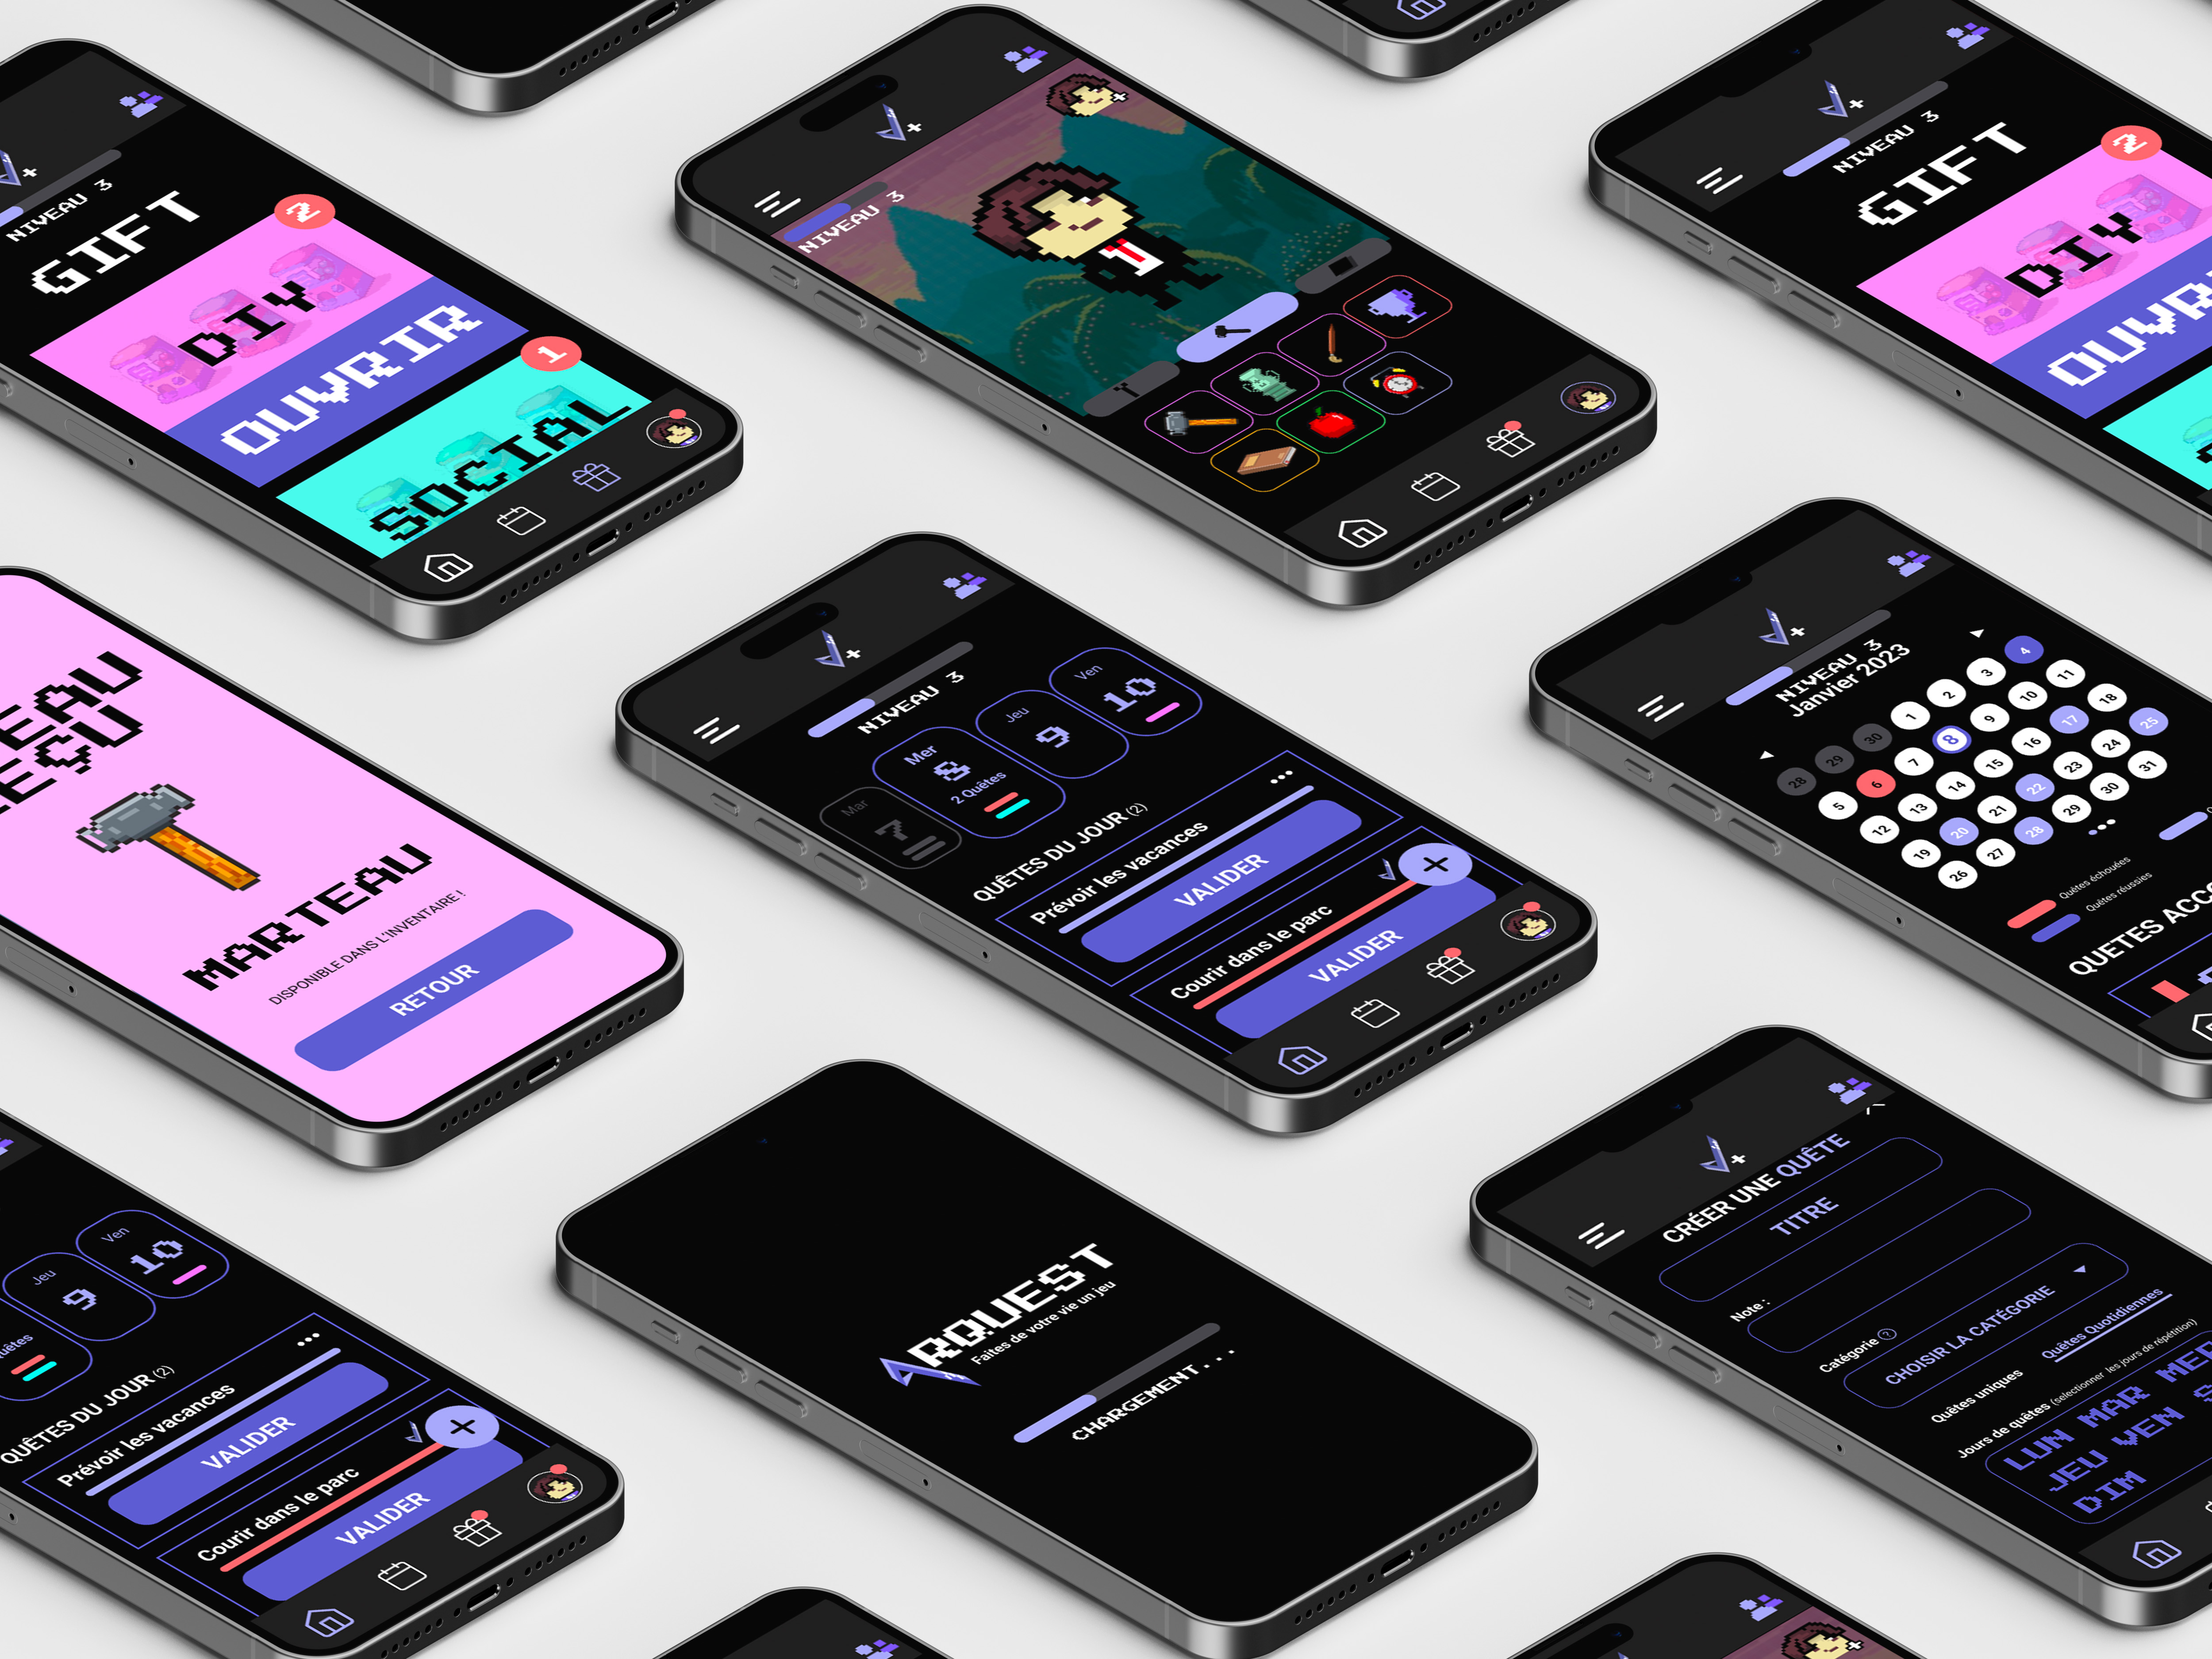 NIVEAU 3
GIFT
2
DIY
OUVRIR
1
SOCIAL
NIVEAU 3
NIVEAU 3
GIFT
2
DIY
EAU
EÇU
MARTEAU
DISPONIBLE DANS L'INVENTAIRE !
RETOUR
NIVEAU 3
Mar
7
Mer
8
2 Quêtes
Jeu
9
Ven
10
QUÊTES DU JOUR (2)
Prévoir les vacances
VALIDER
Courir dans le parc
VALIDER
NIVEAU 3
Janvier 2023
28 29 30 1 2 3 4
5 6 7 8 9 10 11
12 13 14 15 16 17 18
19 20 21 22 23 24 25
26 27 28 29 30 31
Quêtes échouées
Quêtes réussies
Jeu
9
Ven
10
QUÊTES DU JOUR (2)
Prévoir les vacances
VALIDER
Courir dans le parc
VALIDER
ARQUEST
Faites de votre vie un jeu
CHARGEMENT...
CRÉER UNE QUÊTE
TITRE
Note :
Catégorie ?
CHOISIR LA CATÉGORIE
Quêtes uniques
Quêtes Quotidiennes
Jours de quêtes (selectionner les jours de répétition)
LUN MAR MER
JEU VEN
DIM